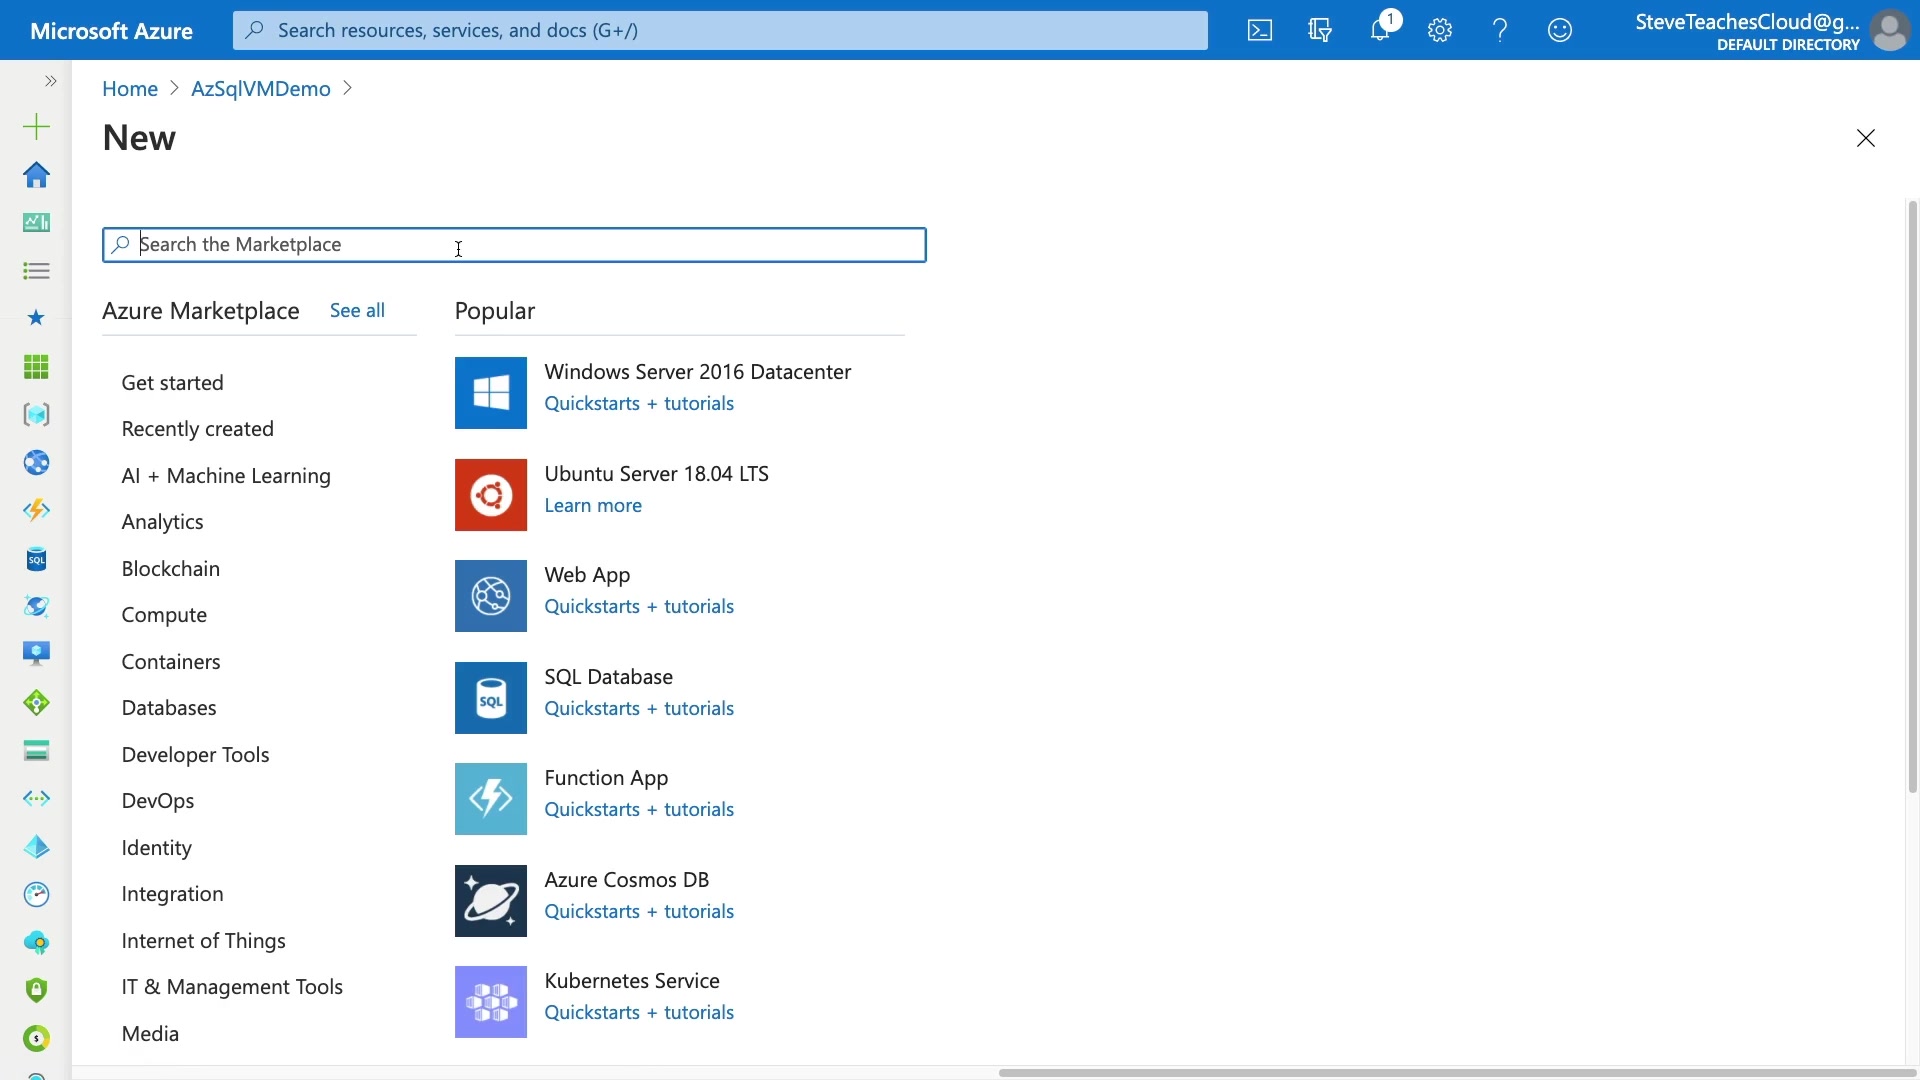 Microsoft Azure
Search resources, services, and docs (G+/)
1
SteveTeachesCloud@g...
DEFAULT DIRECTORY
Home > AzSqlVMDemo >
New
Search the Marketplace
Azure Marketplace See all
Get started
Recently created
AI + Machine Learning
Analytics
Blockchain
Compute
Containers
Databases
Developer Tools
DevOps
Identity
Integration
Internet of Things
IT & Management Tools
Media
Popular
Windows Server 2016 Datacenter
Quickstarts + tutorials
Ubuntu Server 18.04 LTS
Learn more
Web App
Quickstarts + tutorials
SQL
SQL Database
Quickstarts + tutorials
Function App
Quickstarts + tutorials
Azure Cosmos DB
Quickstarts + tutorials
Kubernetes Service
Quickstarts + tutorials
SQL